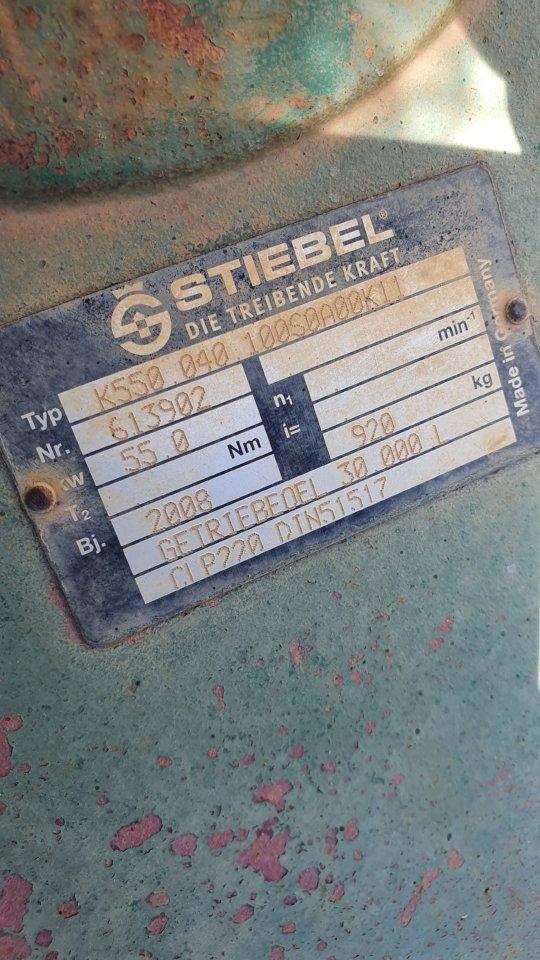 STIEBEL®
DIE TREIBENDE KRAFT
Typ K550 040 100S0A00K11
Nr. 613902 min-1
kW 55.0 n1
T2 Nm i= kg
Bj. 2008 920
GETRIEBEOEL 30 000 L
CLP220 DIN51517
Made in Germany